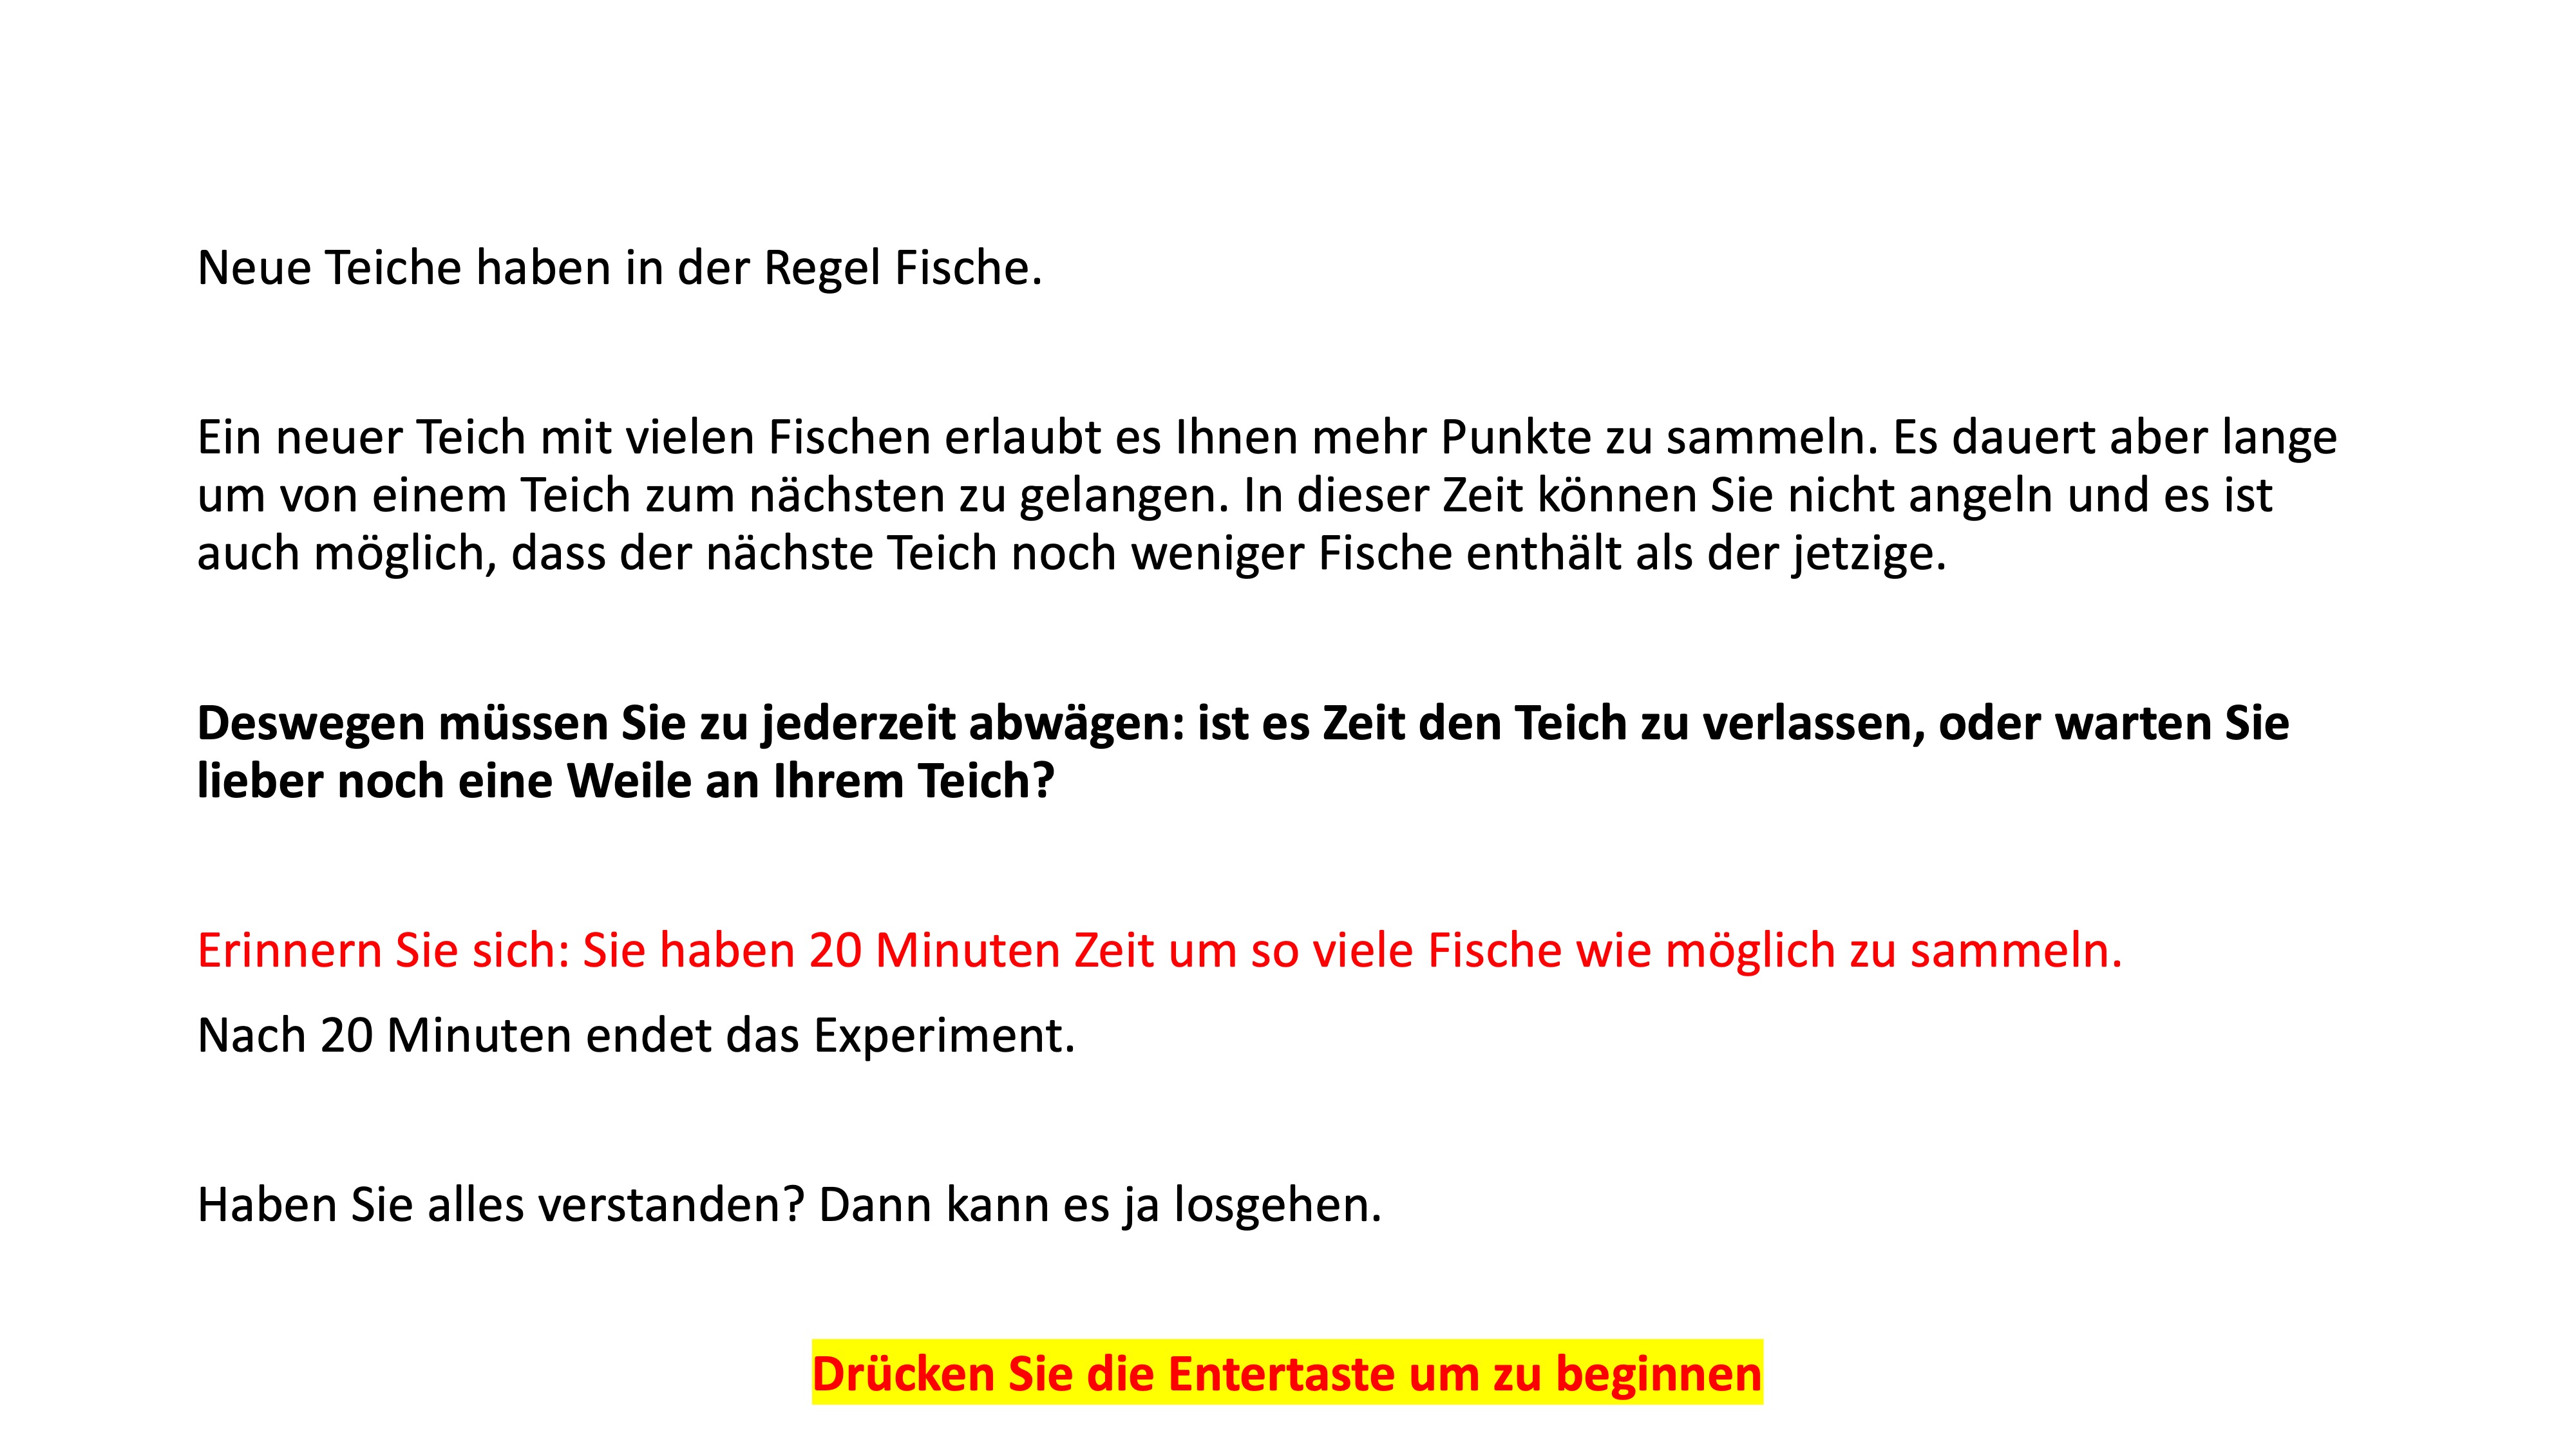 Neue Teiche haben in der Regel Fische.
Ein neuer Teich mit vielen Fischen erlaubt es Ihnen mehr Punkte zu sammeln. Es dauert aber lange
um von einem Teich zum nächsten zu gelangen. In dieser Zeit können Sie nicht angeln und es ist
auch möglich, dass der nächste Teich noch weniger Fische enthält als der jetzige.
Deswegen müssen Sie zu jederzeit abwägen: ist es Zeit den Teich zu verlassen, oder warten Sie
lieber noch eine Weile an Ihrem Teich?
Erinnern Sie sich: Sie haben 20 Minuten Zeit um so viele Fische wie möglich zu sammeln.
Nach 20 Minuten endet das Experiment.
Haben Sie alles verstanden? Dann kann es ja losgehen.
Drücken Sie die Entertaste um zu beginnen